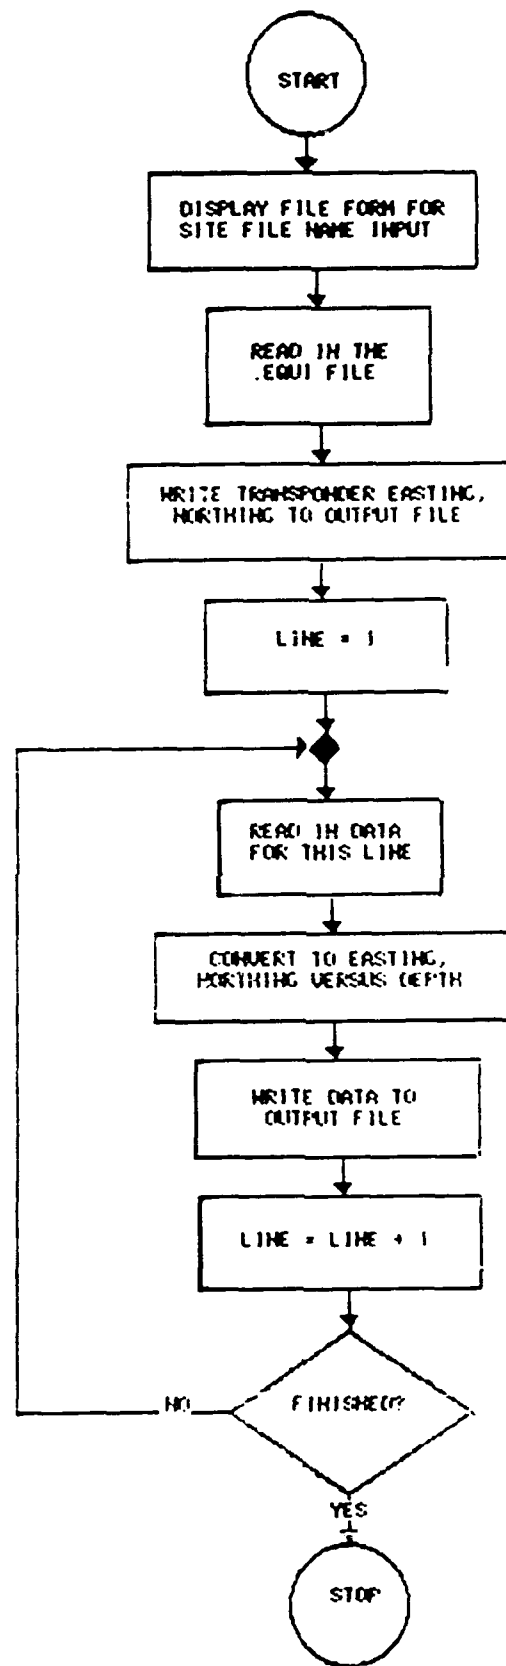 START
DISPLAY FILE FORM FOR
SITE FILE NAME INPUT
READ IN THE
.EQUI FILE
WRITE TRANSPONDER EASTING,
NORTHING TO OUTPUT FILE
LINE = 1
READ IN DATA
FOR THIS LINE
CONVERT TO EASTING,
NORTHING VERSUS DEPTH
WRITE DATA TO
OUTPUT FILE
LINE = LINE + 1
FINISHED?
NO
YES
STOP